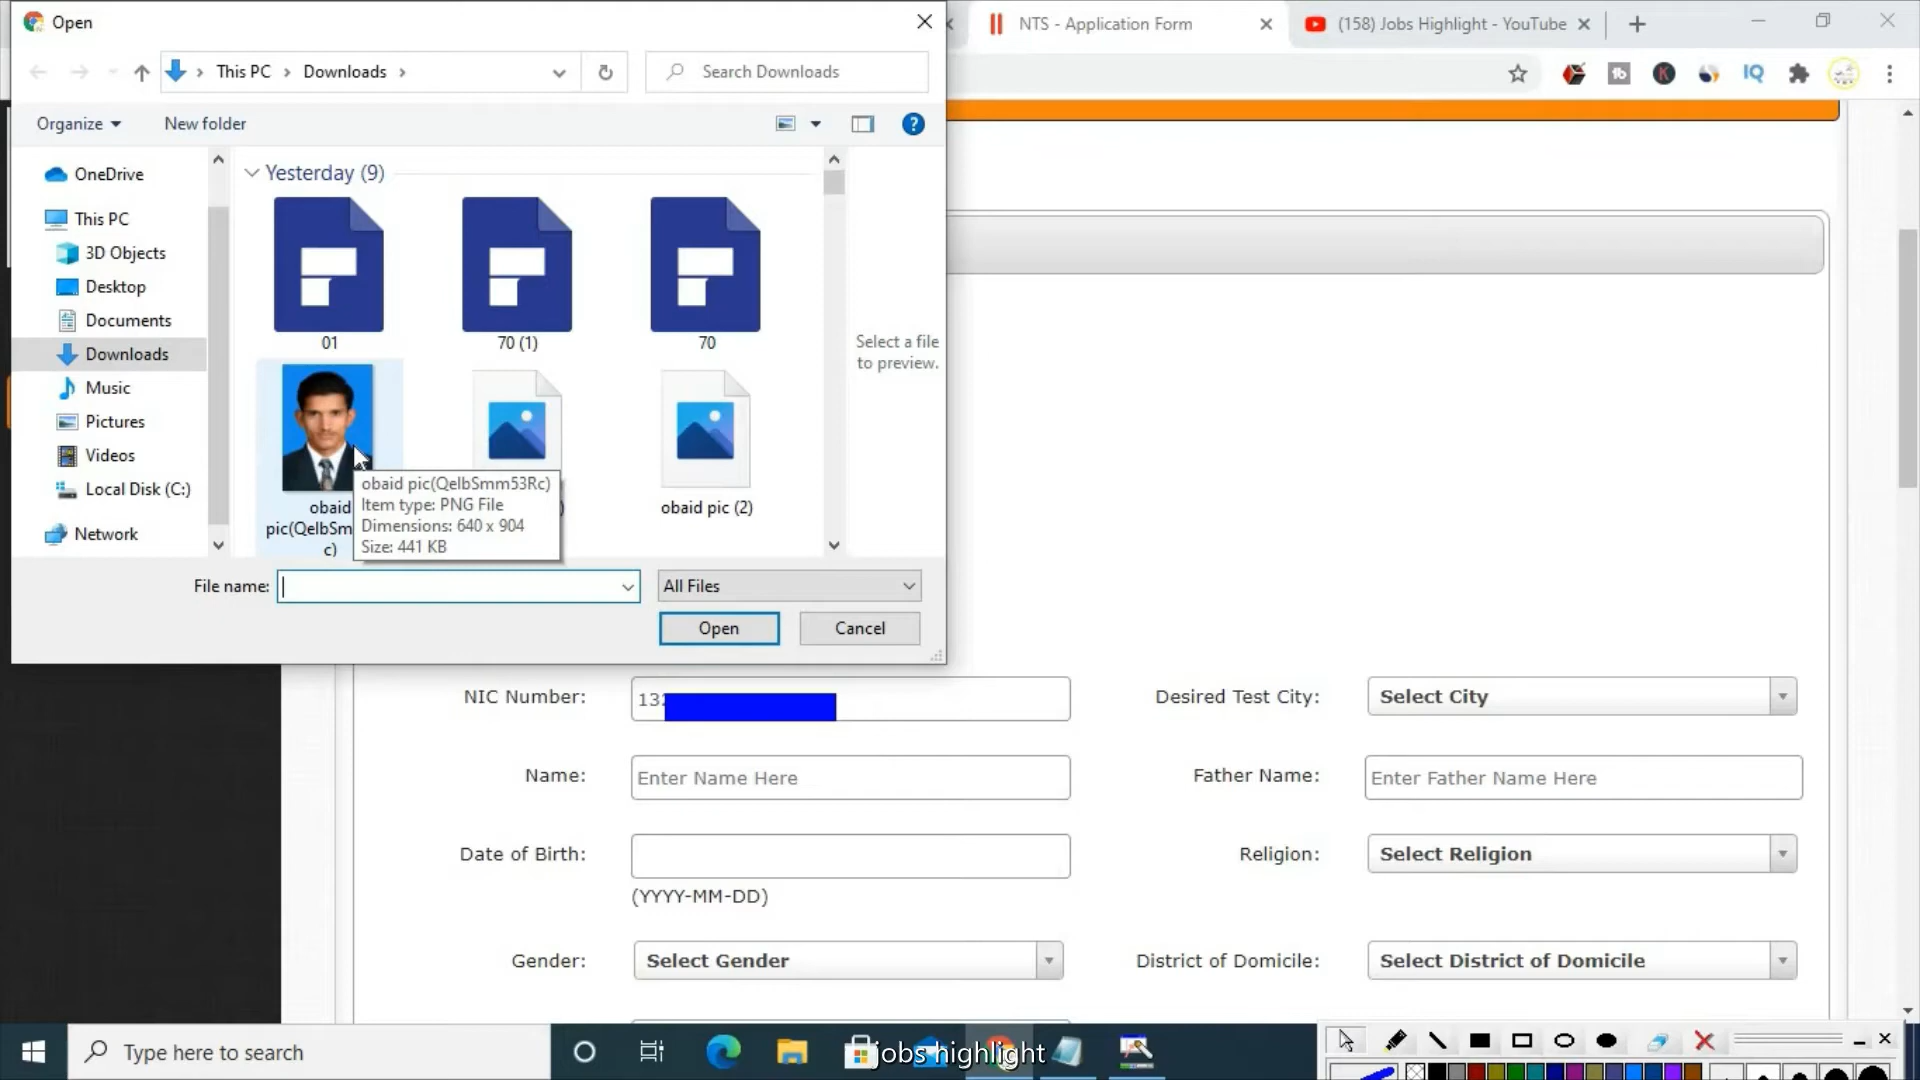 Open
NTS - Application Form
(158) Jobs Highlight - YouTube
This PC
Downloads
Search Downloads
IQ
Organize
New folder
OneDrive
This PC
3D Objects
Desktop
Documents
Downloads
Music
Pictures
Videos
Local Disk (C:)
Network
Yesterday (9)
01
70 (1)
70
Select a file
to preview.
obaid
pic(QelbSm
c)
)
obaid pic (2)
obaid pic(QelbSmm53Rc)
Item type: PNG File
Dimensions: 640 x 904
Size: 441 KB
File name:
All Files
Open
Cancel
NIC Number:
Desired Test City:
Select City
Name:
Enter Name Here
Father Name:
Enter Father Name Here
Date of Birth:
(YYYY-MM-DD)
Religion:
Select Religion
Gender:
Select Gender
District of Domicile:
Select District of Domicile
Type here to search
jobs highlight